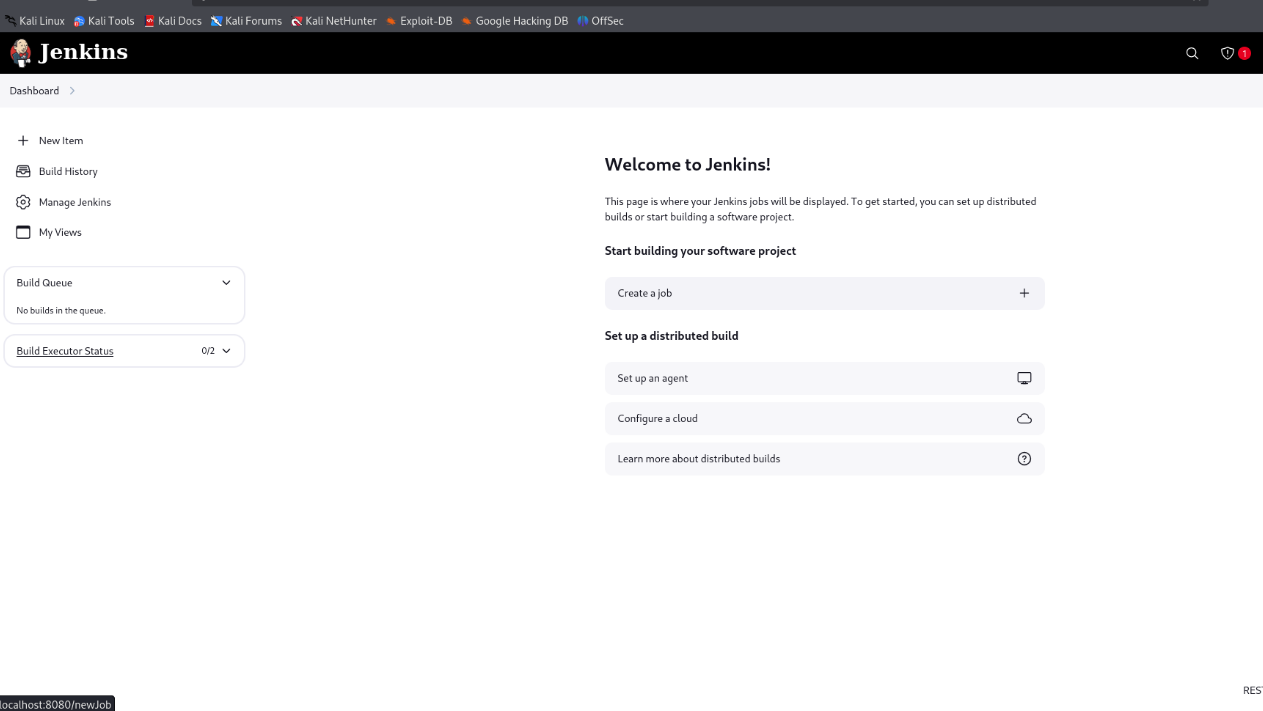 Kali Linux Kali Tools Kali Docs Kali Forums Kali NetHunter Exploit-DB Google Hacking DB OffSec
Jenkins
1
Dashboard
New Item
Build History
Manage Jenkins
My Views
Build Queue
No builds in the queue.
Build Executor Status 0/2
Welcome to Jenkins!
This page is where your Jenkins jobs will be displayed. To get started, you can set up distributed
builds or start building a software project.
Start building your software project
Create a job
Set up a distributed build
Set up an agent
Configure a cloud
Learn more about distributed builds
REST
localhost:8080/newJob